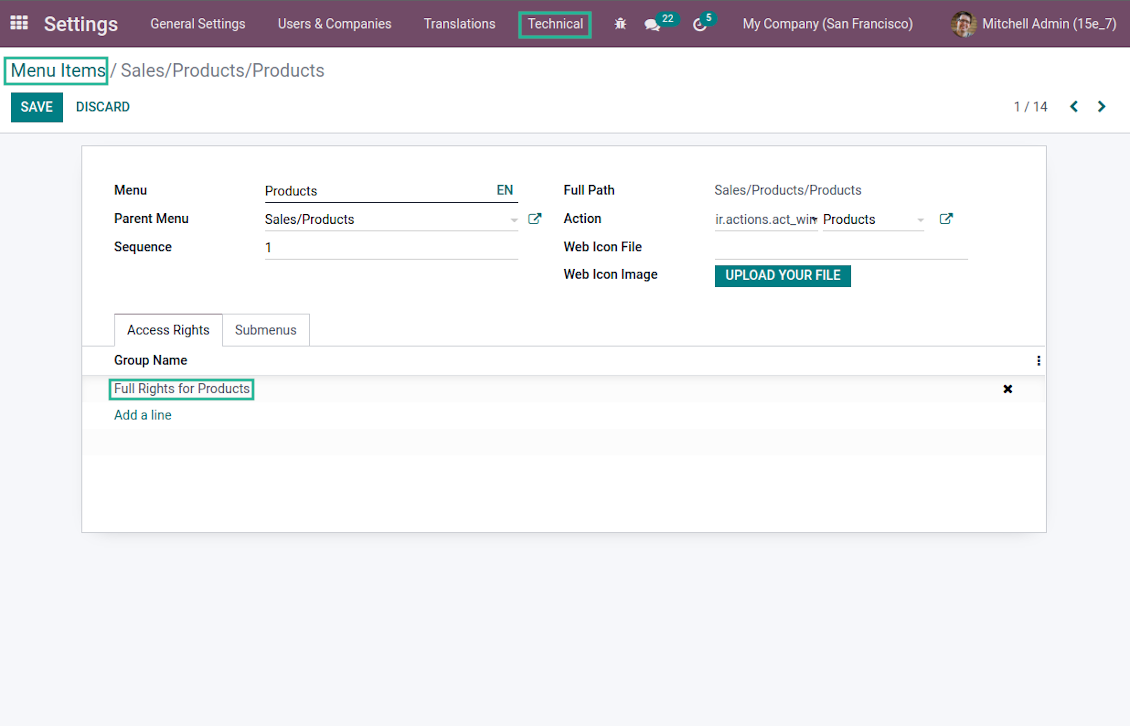 Settings General Settings Users & Companies Translations Technical 22 5 My Company (San Francisco) Mitchell Admin (15e_7)
Menu Items / Sales/Products/Products
SAVE DISCARD 1 / 14
Menu Products EN Full Path Sales/Products/Products
Parent Menu Sales/Products Action ir.actions.act_win Products
Sequence 1 Web Icon File
Web Icon Image UPLOAD YOUR FILE
Access Rights Submenus
Group Name
Full Rights for Products
Add a line